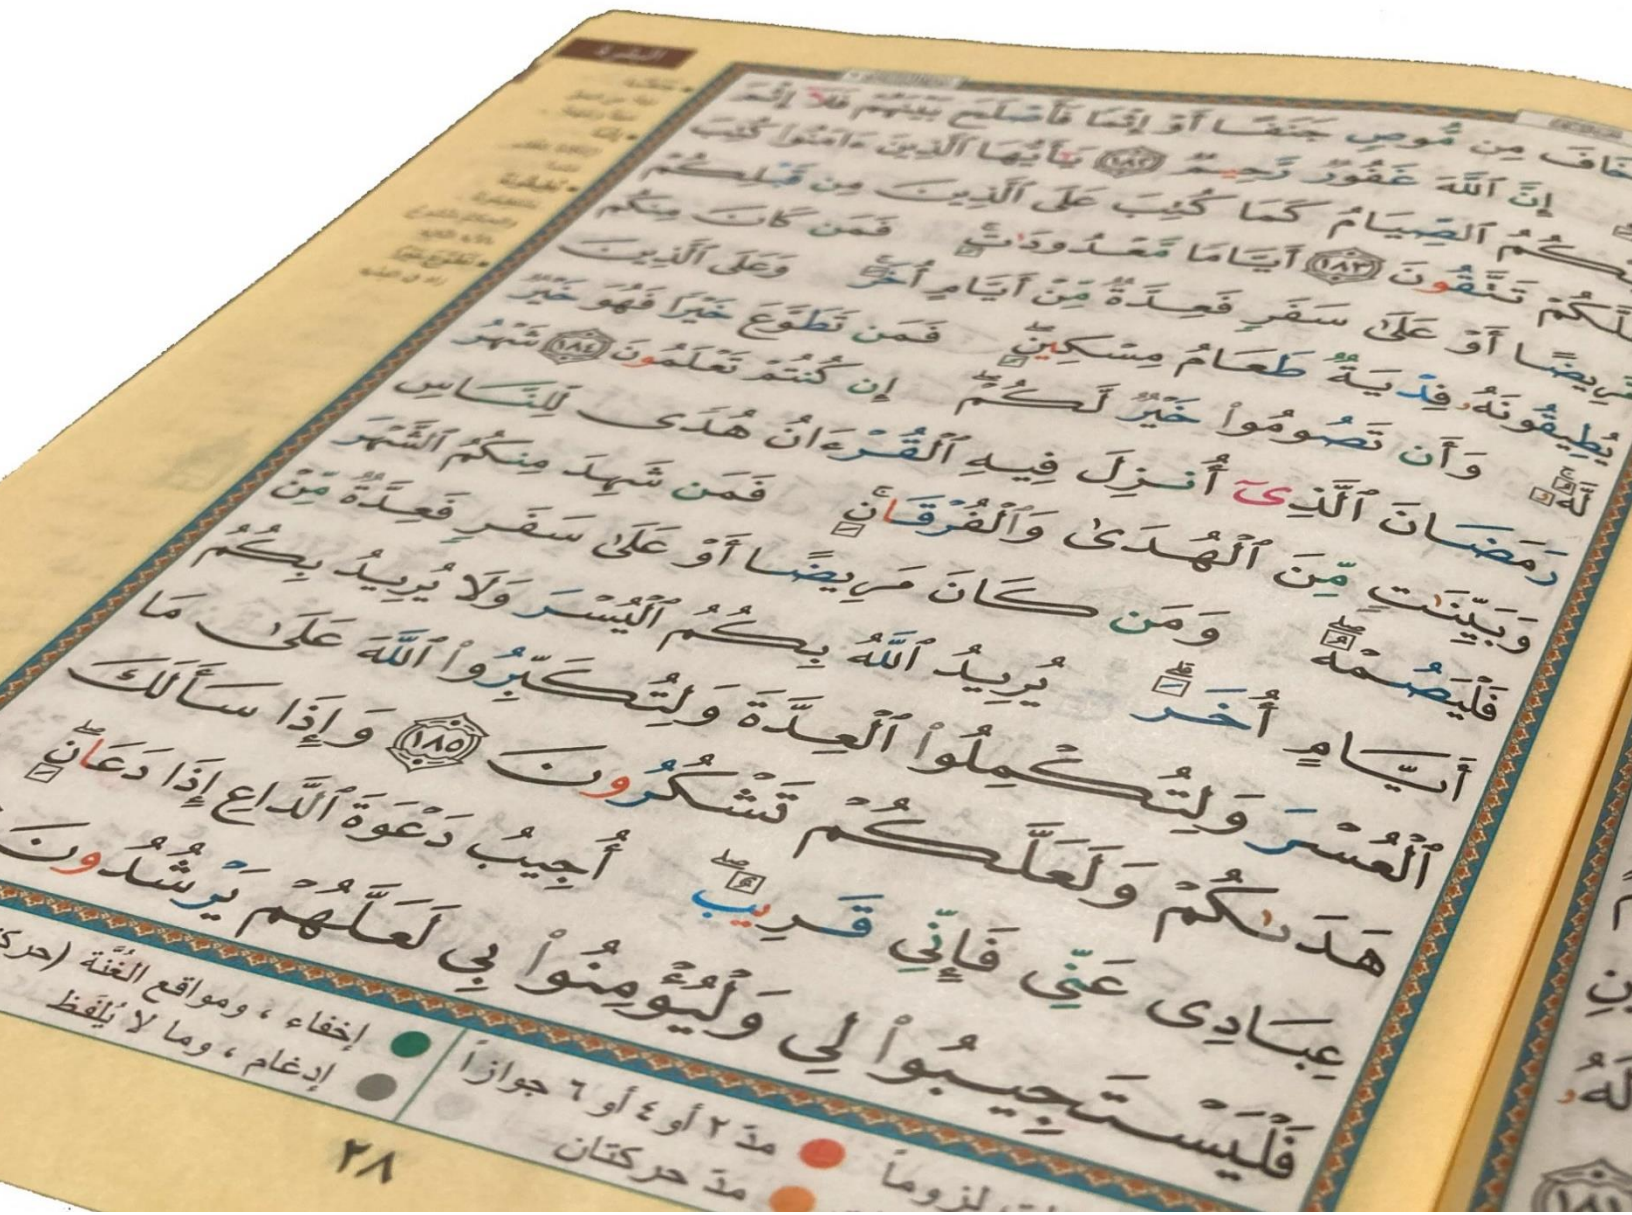 البقرة
خَافَ مِن مُّوصٍ جَنَفًا أَوْ إِثْمًا فَأَصْلَحَ بَيْنَهُمْ فَلَآ إِثْمَ
إِنَّ ٱللَّهَ غَفُورٌ رَّحِيمٌ ١٨٢ يَٰٓأَيُّهَا ٱلَّذِينَ ءَامَنُوا۟ كُتِبَ
ٱلصِّيَامُ كَمَا كُتِبَ عَلَى ٱلَّذِينَ مِن قَبْلِكُمْ
تَتَّقُونَ ١٨٣ أَيَّامًا مَّعْدُودَٰتٍ فَمَن كَانَ مِنكُم
مَّرِيضًا أَوْ عَلَىٰ سَفَرٍ فَعِدَّةٌ مِّنْ أَيَّامٍ أُخَرَ وَعَلَى ٱلَّذِينَ
يُطِيقُونَهُۥ فِدْيَةٌ طَعَامُ مِسْكِينٍ فَمَن تَطَوَّعَ خَيْرًا فَهُوَ خَيْرٌ
لَّهُۥ وَأَن تَصُومُوا۟ خَيْرٌ لَّكُمْ إِن كُنتُمْ تَعْلَمُونَ ١٨٤ شَهْرُ
رَمَضَانَ ٱلَّذِىٓ أُنزِلَ فِيهِ ٱلْقُرْءَانُ هُدًى لِّلنَّاسِ
وَبَيِّنَٰتٍ مِّنَ ٱلْهُدَىٰ وَٱلْفُرْقَانِ فَمَن شَهِدَ مِنكُمُ ٱلشَّهْرَ
فَلْيَصُمْهُ وَمَن كَانَ مَرِيضًا أَوْ عَلَىٰ سَفَرٍ فَعِدَّةٌ مِّنْ
أَيَّامٍ أُخَرَ يُرِيدُ ٱللَّهُ بِكُمُ ٱلْيُسْرَ وَلَا يُرِيدُ بِكُمُ
ٱلْعُسْرَ وَلِتُكْمِلُوا۟ ٱلْعِدَّةَ وَلِتُكَبِّرُوا۟ ٱللَّهَ عَلَىٰ مَا
هَدَىٰكُمْ وَلَعَلَّكُمْ تَشْكُرُونَ ١٨٥ وَإِذَا سَأَلَكَ
عِبَادِى عَنِّى فَإِنِّى قَرِيبٌ أُجِيبُ دَعْوَةَ ٱلدَّاعِ إِذَا دَعَانِ
فَلْيَسْتَجِيبُوا۟ لِى وَلْيُؤْمِنُوا۟ بِى لَعَلَّهُمْ يَرْشُدُونَ
لزوماً مدّ ٢ أو ٤ أو ٦ جوازاً إخفاء ، ومواقع الغُنَّة
مدّ حركتان إدغام ، وما لا يُلفَظ
٢٨